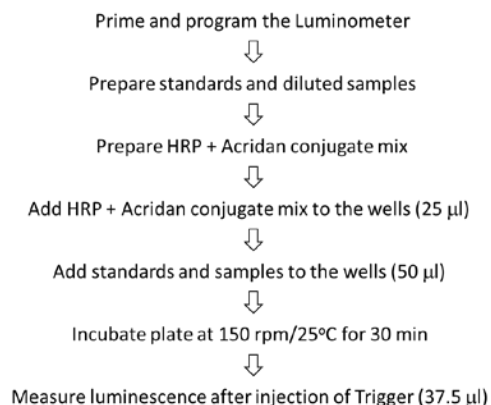 Prime and program the Luminometer
Prepare standards and diluted samples
Prepare HRP + Acridan conjugate mix
Add HRP + Acridan conjugate mix to the wells (25 µl)
Add standards and samples to the wells (50 µl)
Incubate plate at 150 rpm/25ºC for 30 min
Measure luminescence after injection of Trigger (37.5 µl)